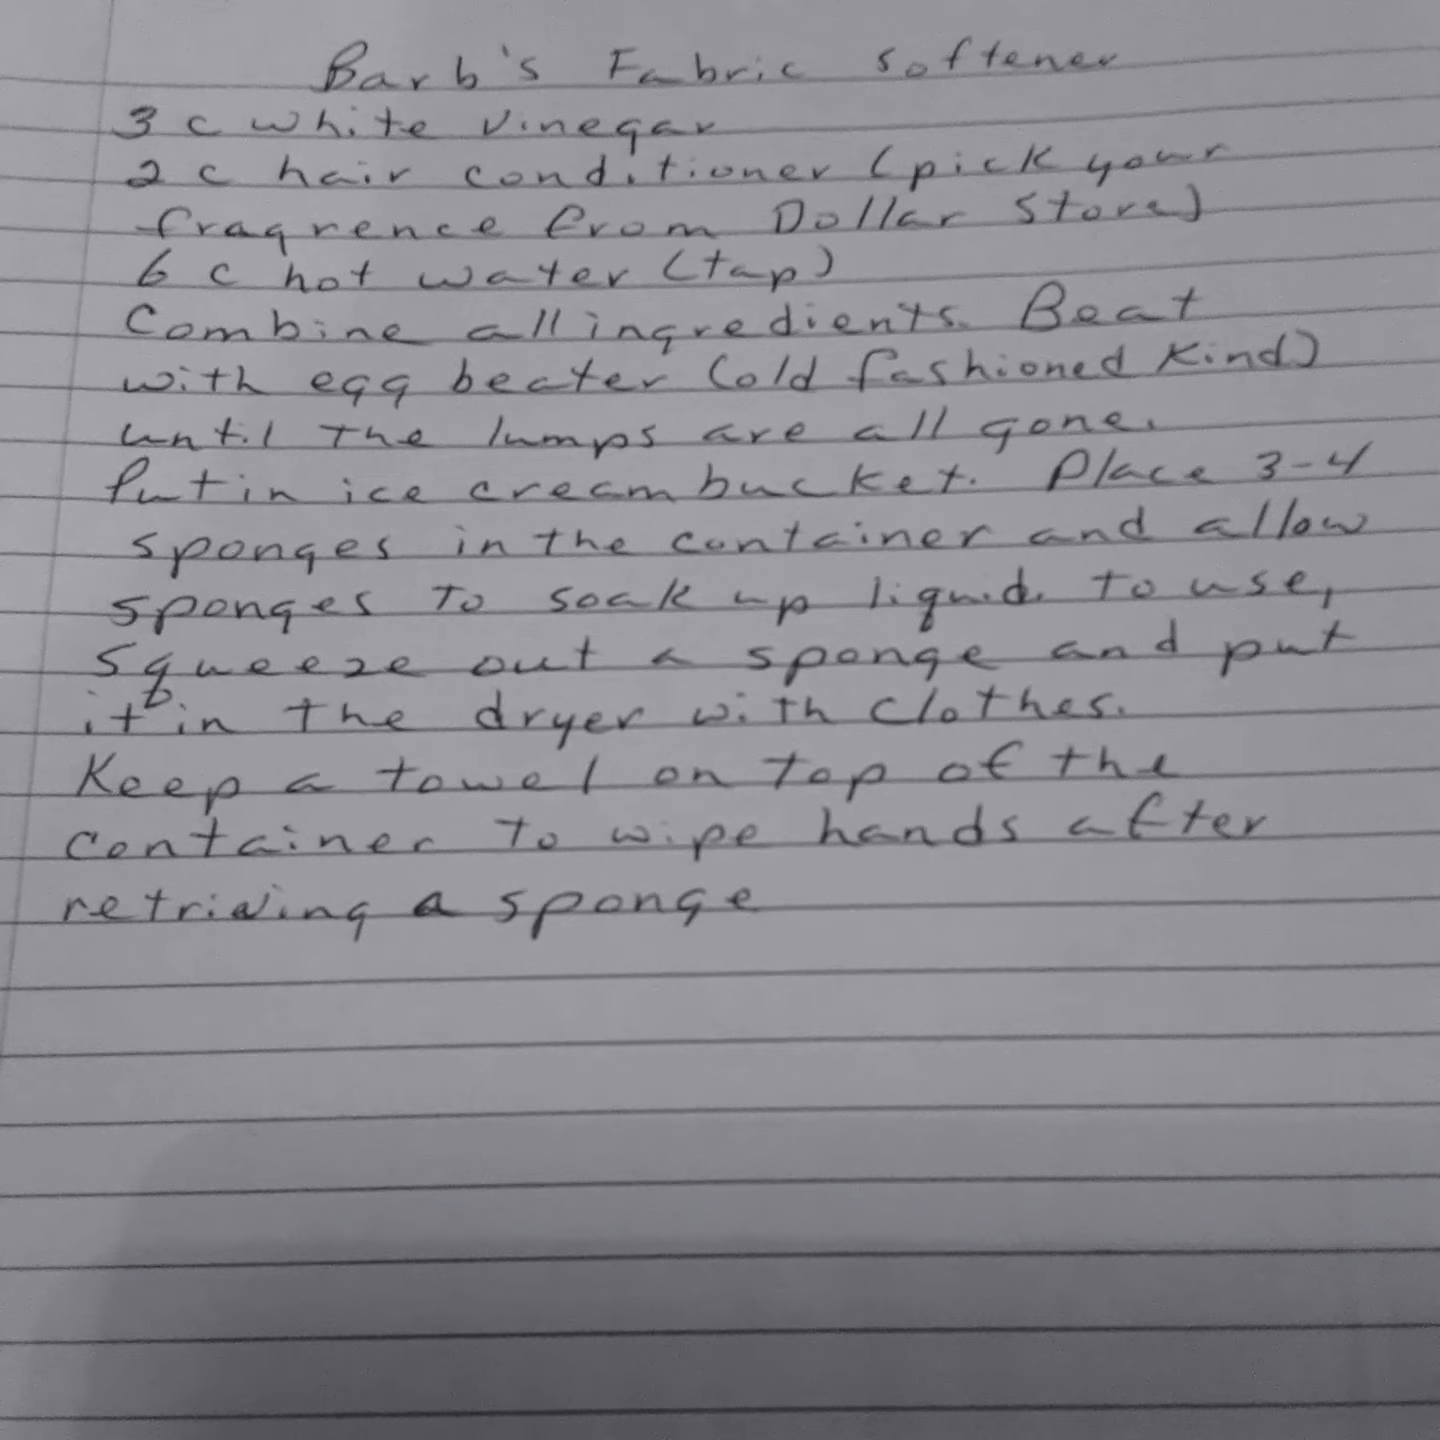 Barb's Fabric softener
3 c white vinegar
2 c hair conditioner (pick your
fragrence from Dollar Store)
6 c hot water (tap)
Combine all ingredients. Beat
with egg beater (old fashioned kind)
until the lumps are all gone.
Put in ice cream bucket. Place 3-4
sponges in the container and allow
sponges to soak up liquid. to use,
squeeze out a sponge and put
it in the dryer with clothes.
Keep a towel on top of the
container to wipe hands after
retriving a sponge